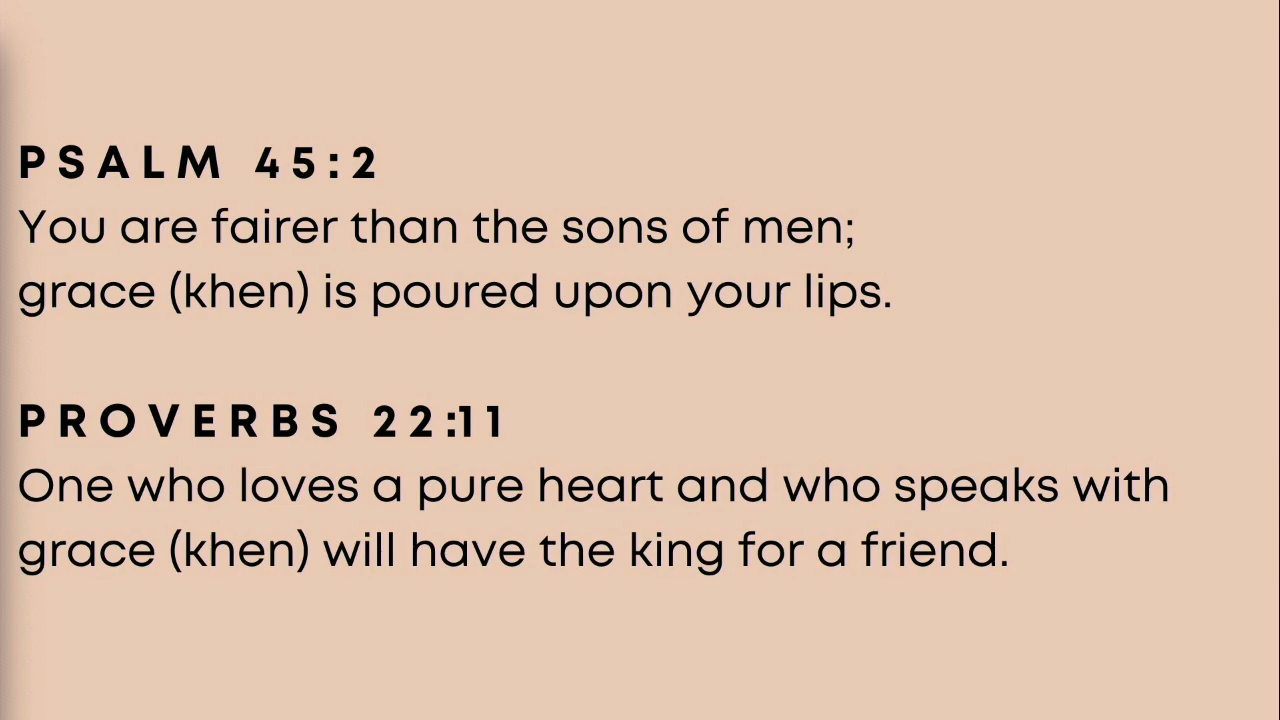 PSALM 45:2
You are fairer than the sons of men;
grace (khen) is poured upon your lips.
PROVERBS 22:11
One who loves a pure heart and who speaks with
grace (khen) will have the king for a friend.